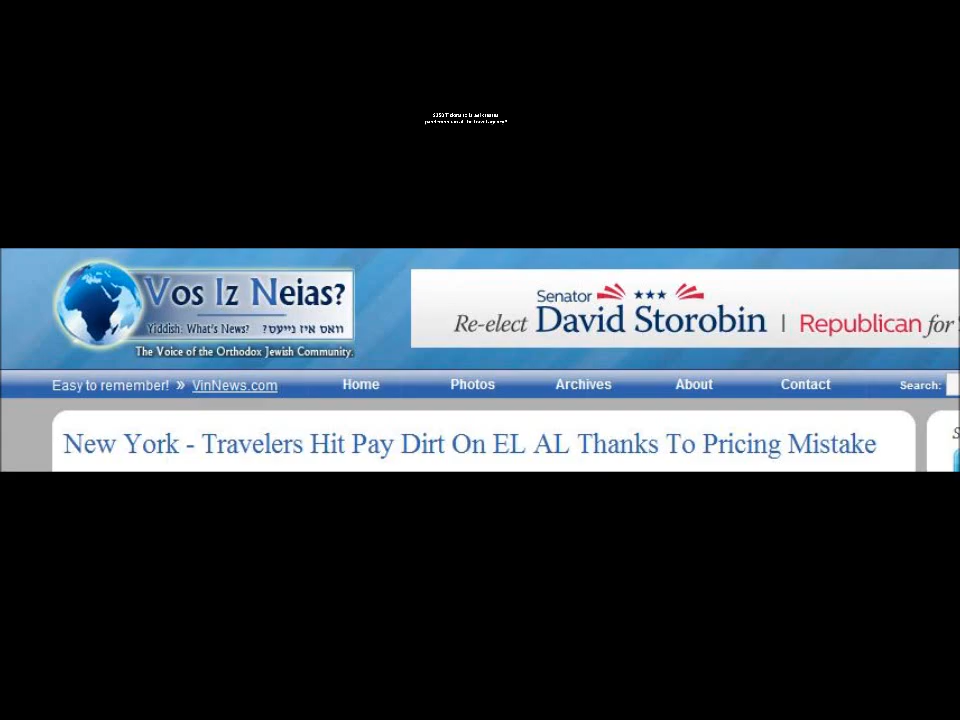 Vos Iz Neias?
Yiddish: What's News? וואס איז נייעס?
The Voice of the Orthodox Jewish Community.
Senator
Re-elect David Storobin | Republican for
Easy to remember! » VinNews.com Home Photos Archives About Contact Search:
New York - Travelers Hit Pay Dirt On EL AL Thanks To Pricing Mistake